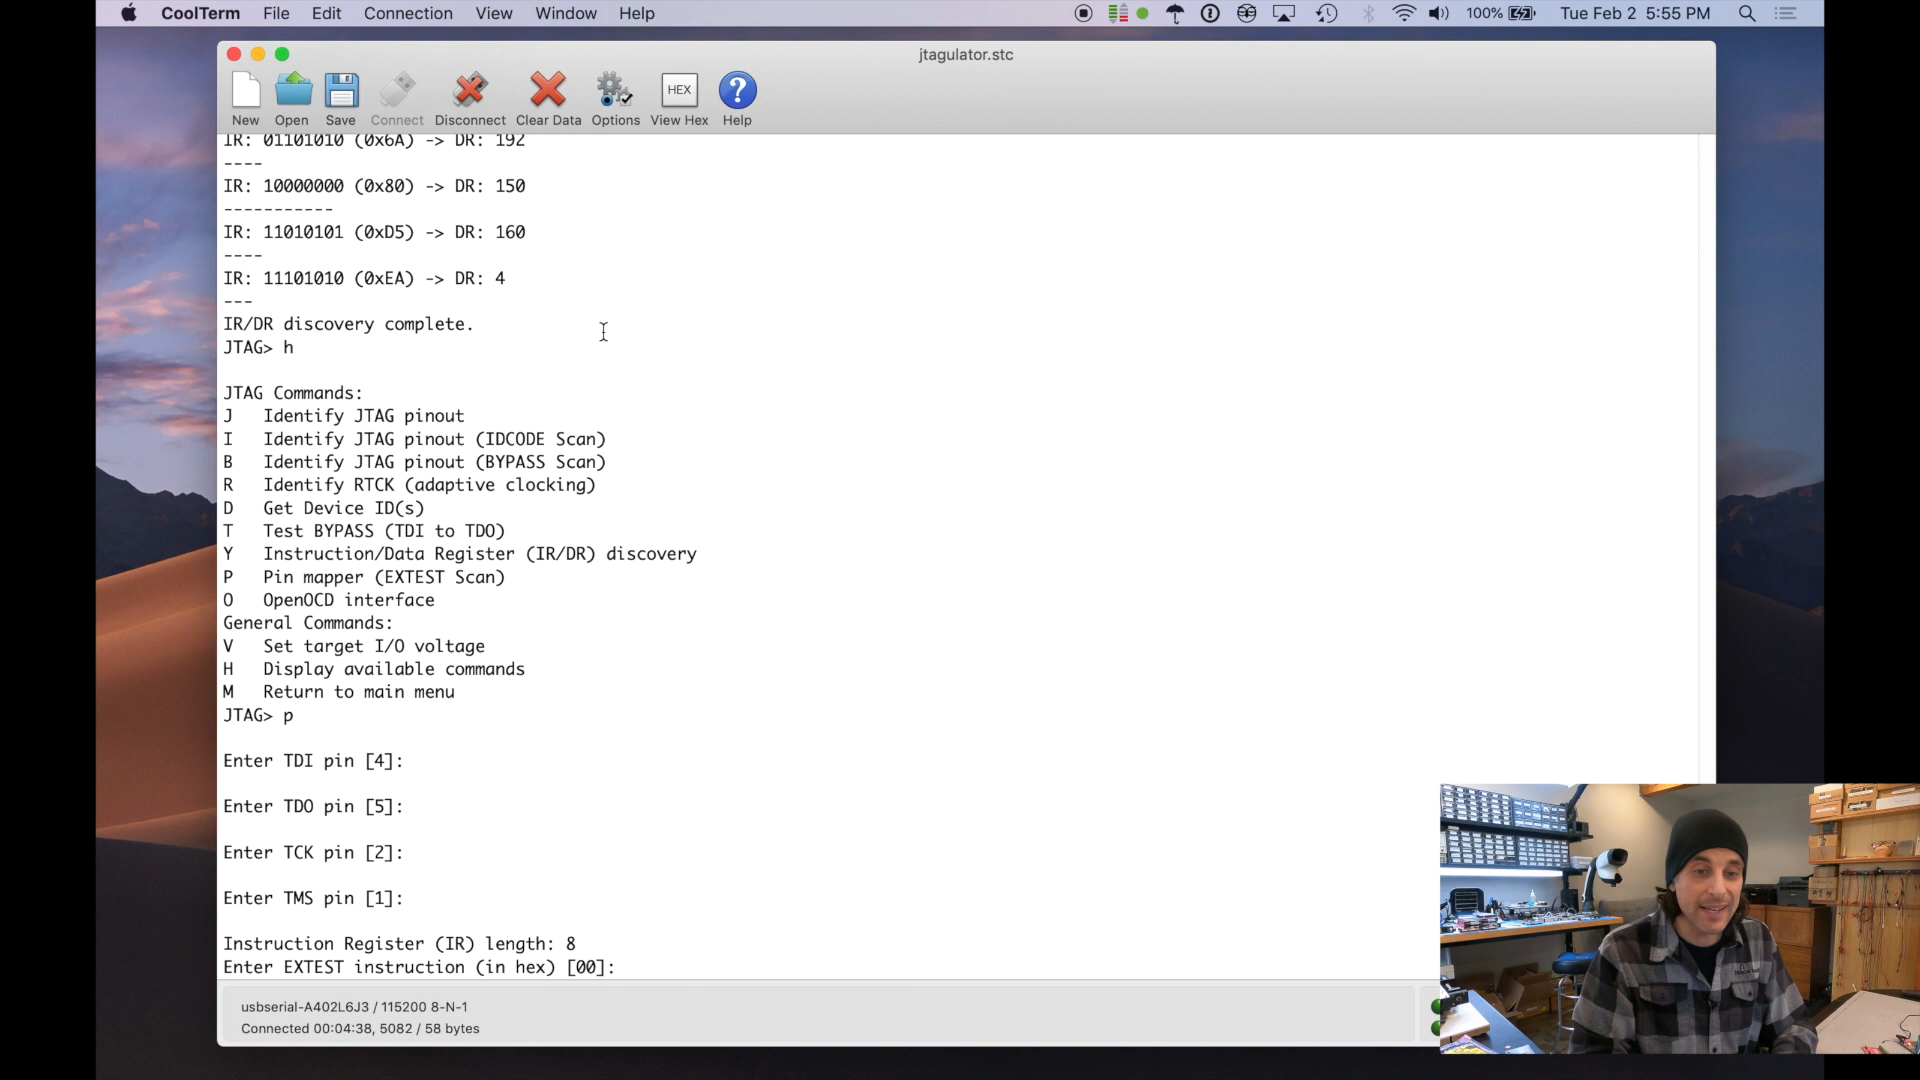 CoolTerm File Edit Connection View Window Help 100% Tue Feb 2 5:55 PM
jtagulator.stc
HEX
New Open Save Connect Disconnect Clear Data Options View Hex Help
IR: 01101010 (0x6A) -> DR: 192
----
IR: 10000000 (0x80) -> DR: 150
-----------
IR: 11010101 (0xD5) -> DR: 160
----
IR: 11101010 (0xEA) -> DR: 4
---
IR/DR discovery complete.
JTAG> h
JTAG Commands:
J Identify JTAG pinout
I Identify JTAG pinout (IDCODE Scan)
B Identify JTAG pinout (BYPASS Scan)
R Identify RTCK (adaptive clocking)
D Get Device ID(s)
T Test BYPASS (TDI to TDO)
Y Instruction/Data Register (IR/DR) discovery
P Pin mapper (EXTEST Scan)
O OpenOCD interface
General Commands:
V Set target I/O voltage
H Display available commands
M Return to main menu
JTAG> p
Enter TDI pin [4]:
Enter TDO pin [5]:
Enter TCK pin [2]:
Enter TMS pin [1]:
Instruction Register (IR) length: 8
Enter EXTEST instruction (in hex) [00]:
usbserial-A402L6J3 / 115200 8-N-1
Connected 00:04:38, 5082 / 58 bytes